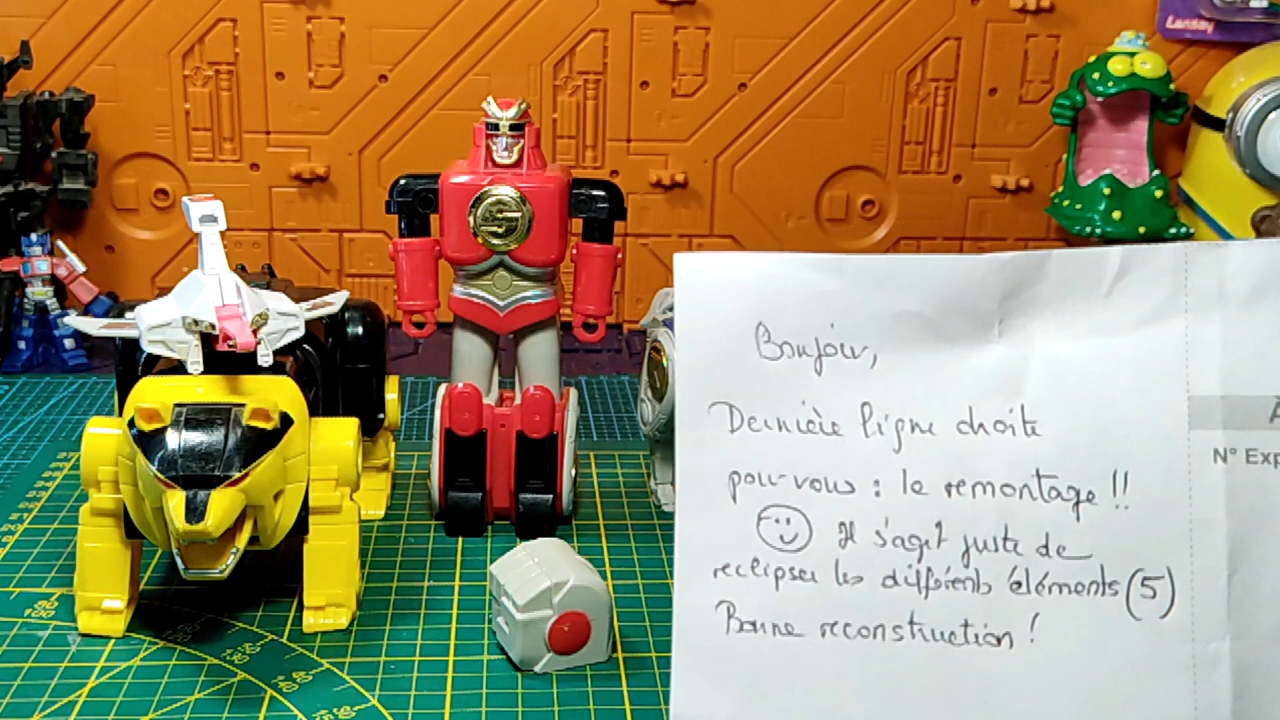 Lansay
Bonjour,
Dernière ligne droite
pour vous : le remontage !!
Il s'agit juste de
reclipser les différents éléments (5)
Bonne reconstruction !
N° Exp